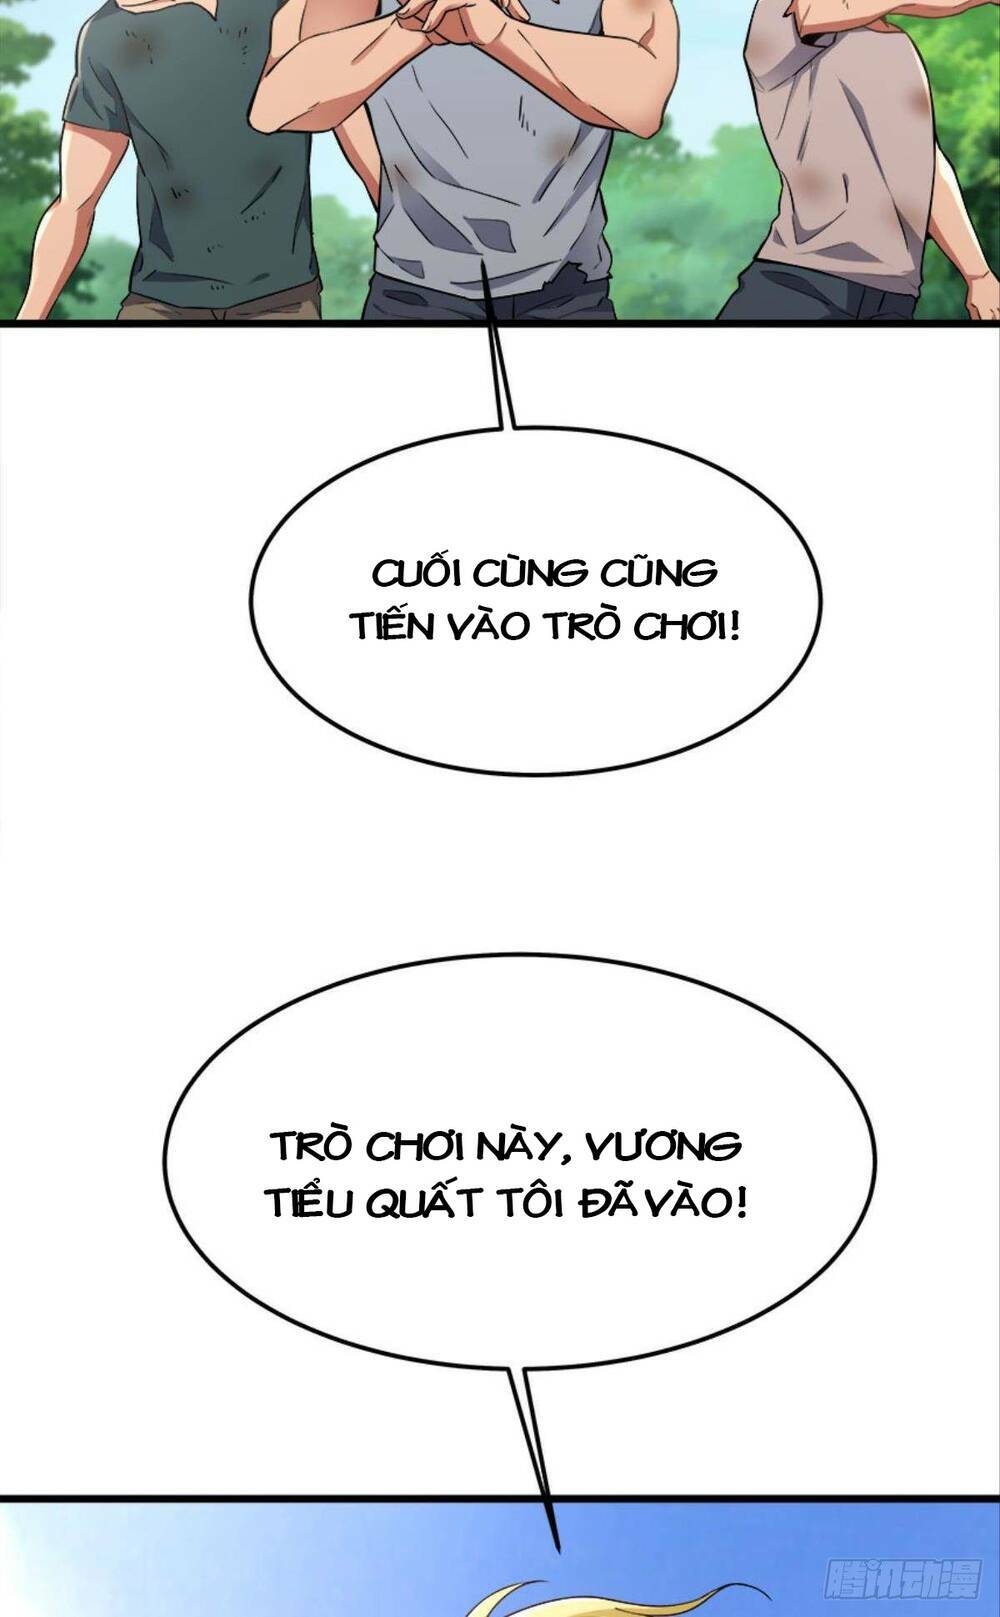 CUỐI CÙNG CŨNG
TIẾN VÀO TRÒ CHƠI!
TRÒ CHƠI NÀY, VƯƠNG
TIỂU QUẤT TÔI ĐÃ VÀO!
腾讯动漫